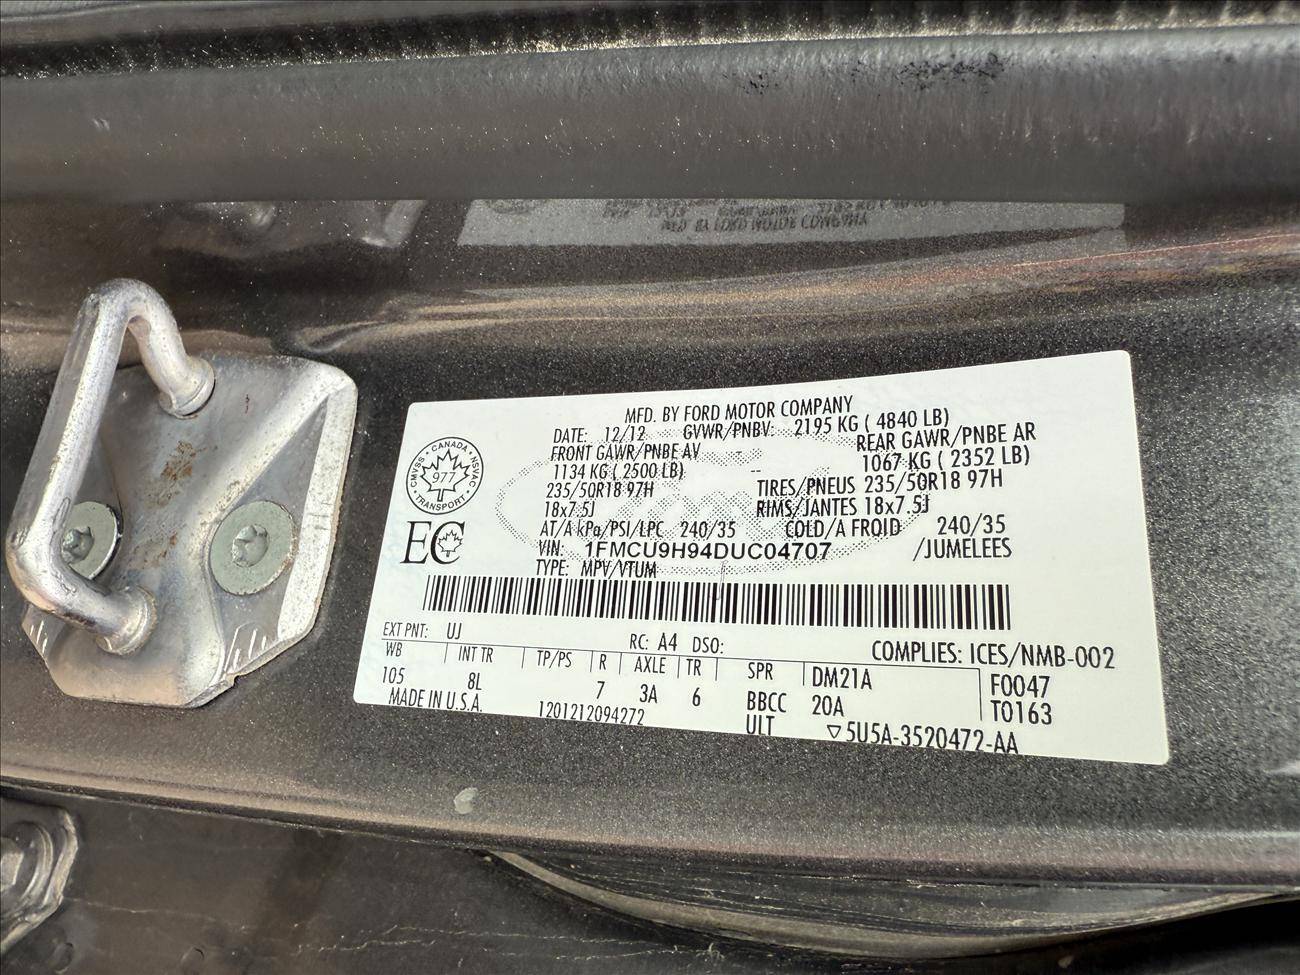 MFD. BY FORD MOTOR COMPANY
DATE: 12/12 GVWR/PNBV: 2195 KG ( 4840 LB)
FRONT GAWR/PNBE AV REAR GAWR/PNBE AR
1134 KG ( 2500 LB) -- 1067 KG ( 2352 LB)
235/50R18 97H TIRES/PNEUS 235/50R18 97H
18x7.5J RIMS/JANTES 18x7.5J
AT/A kPa/PSI/LPC 240/35 COLD/A FROID 240/35
VIN: 1FMCU9H94DUC04707 /JUMELEES
TYPE: MPV/VTUM
CANADA
CMVSS • NSVAC
977
• TRANSPORT •
EC
EXT PNT: UJ RC: A4 DSO: COMPLIES: ICES/NMB-002
WB INT TR TP/PS R AXLE TR SPR DM21A F0047
105 8L 7 3A 6 BBCC 20A T0163
MADE IN U.S.A. 1201212094272 ULT ▽5U5A-3520472-AA